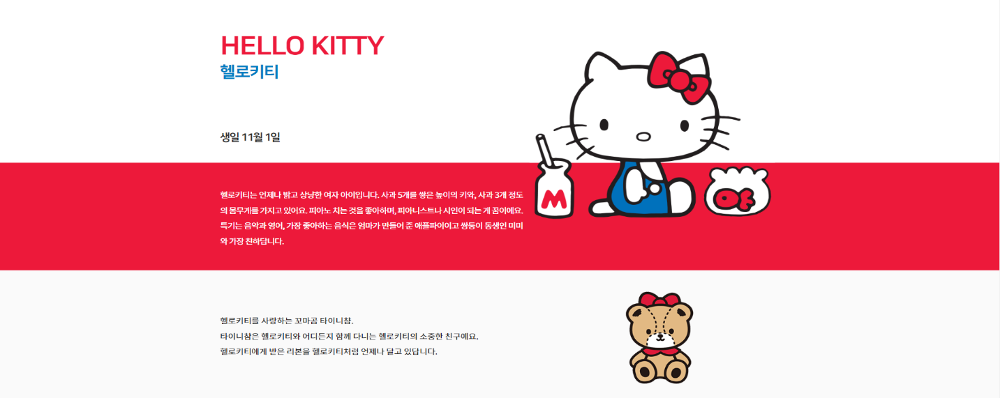 HELLO KITTY
헬로키티
생일 11월 1일
헬로키티는 언제나 밝고 상냥한 여자 아이입니다. 사과 5개를 쌓은 높이의 키와, 사과 3개 정도
의 몸무게를 가지고 있어요. 피아노 치는 것을 좋아하며, 피아니스트나 시인이 되는 게 꿈이에요.
특기는 음악과 영어, 가장 좋아하는 음식은 엄마가 만들어 준 애플파이이고 쌍둥이 동생인 미미
와 가장 친하답니다.
M
헬로키티를 사랑하는 꼬마곰 타이니챰.
타이니챰은 헬로키티와 어디든지 함께 다니는 헬로키티의 소중한 친구예요.
헬로키티에게 받은 리본을 헬로키티처럼 언제나 달고 있답니다.